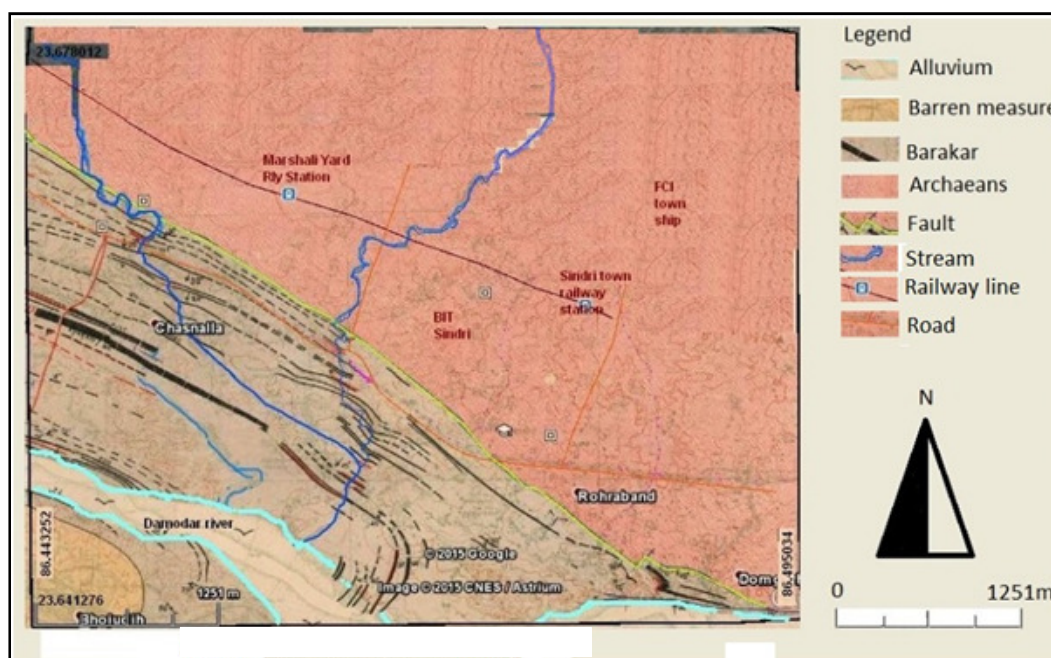 23.678012
Marshali Yard
Rly Station
FCI
town
ship
Sindri town
railway
station
BIT
Sindri
Chasnalla
Rohraband
Damodar river
86.443252
© 2015 Google
Image © 2015 CNES / Astrium
86.495034
23.641276
1251 m
Bhojudih
Legend
Alluvium
Barren measure
Barakar
Archaeans
Fault
Stream
Railway line
Road
N
0
1251m